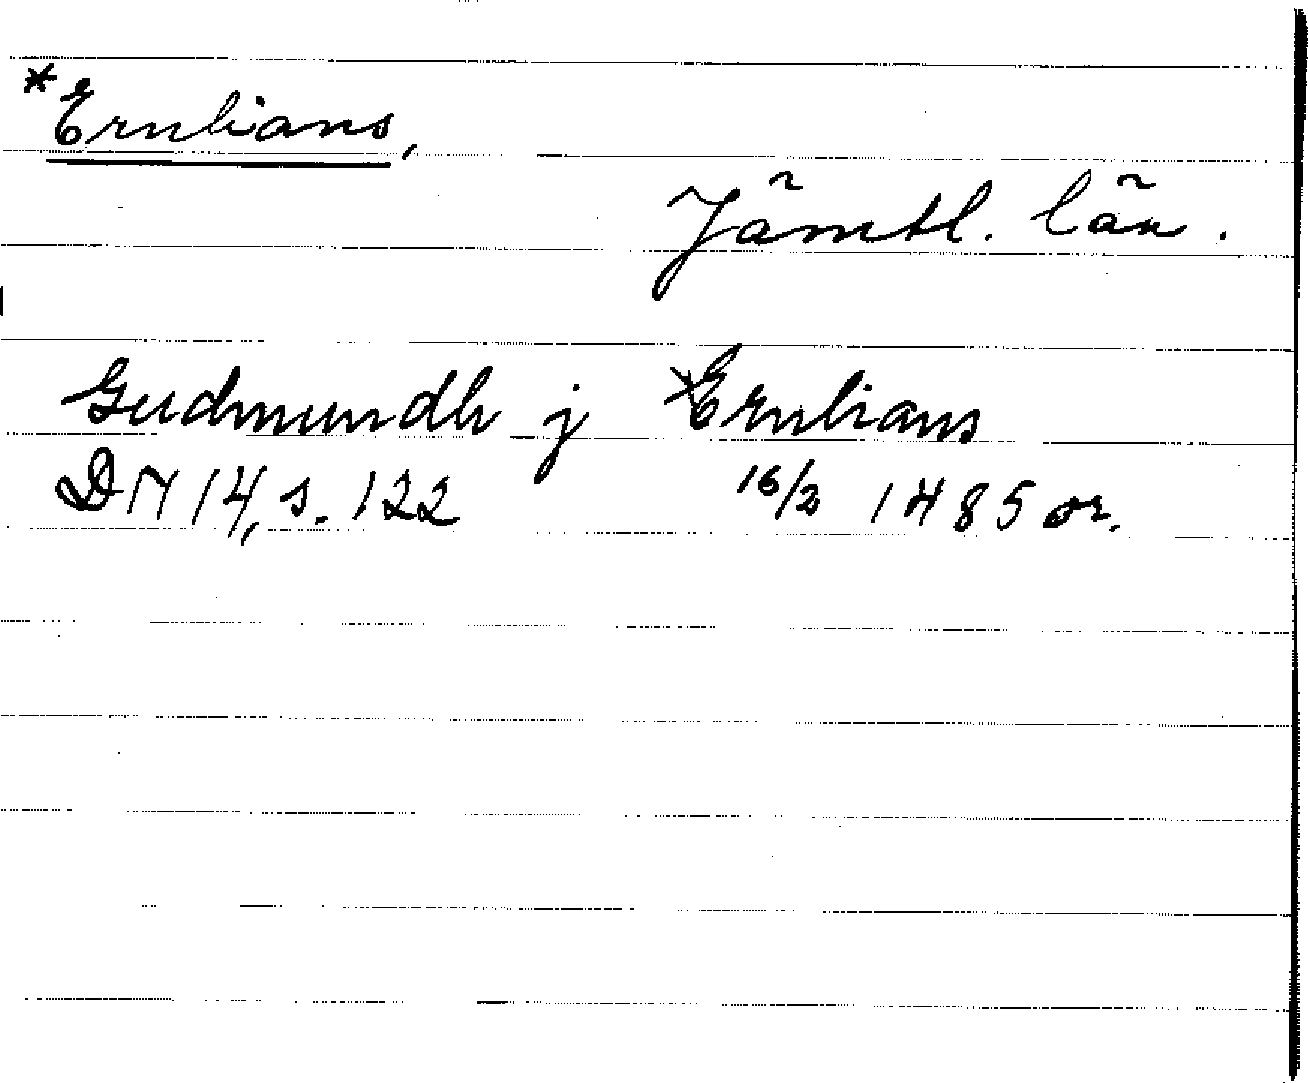 *Ernlians,
Jämtl. län.
Gudmundh j *Ernlians
DN 14, s. 122 16/2 1485 or.